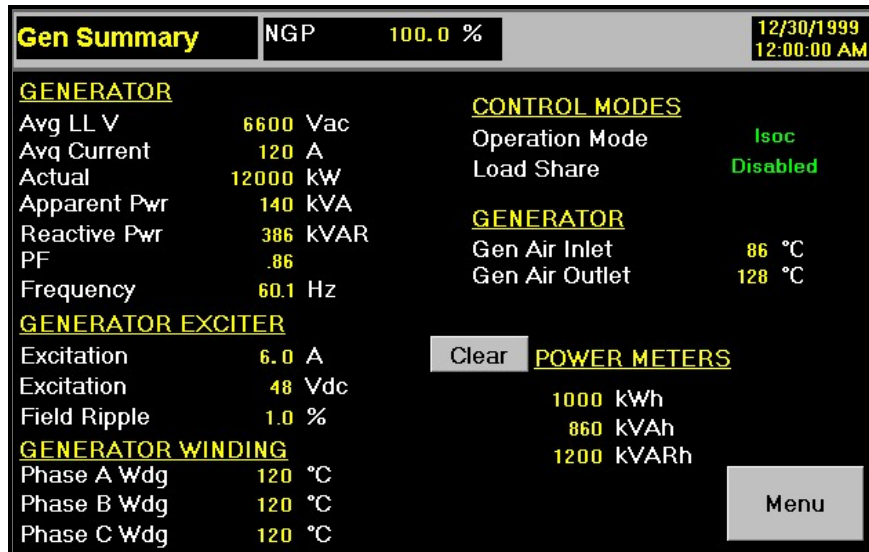 Gen Summary NGP 100.0 % 12/30/1999
12:00:00 AM
GENERATOR
Avg LL V 6600 Vac
Avg Current 120 A
Actual 12000 kW
Apparent Pwr 140 kVA
Reactive Pwr 386 kVAR
PF .86
Frequency 60.1 Hz
GENERATOR EXCITER
Excitation 6.0 A
Excitation 48 Vdc
Field Ripple 1.0 %
GENERATOR WINDING
Phase A Wdg 120 °C
Phase B Wdg 120 °C
Phase C Wdg 120 °C
CONTROL MODES
Operation Mode Isoc
Load Share Disabled
GENERATOR
Gen Air Inlet 86 °C
Gen Air Outlet 128 °C
Clear POWER METERS
1000 kWh
860 kVAh
1200 kVARh
Menu